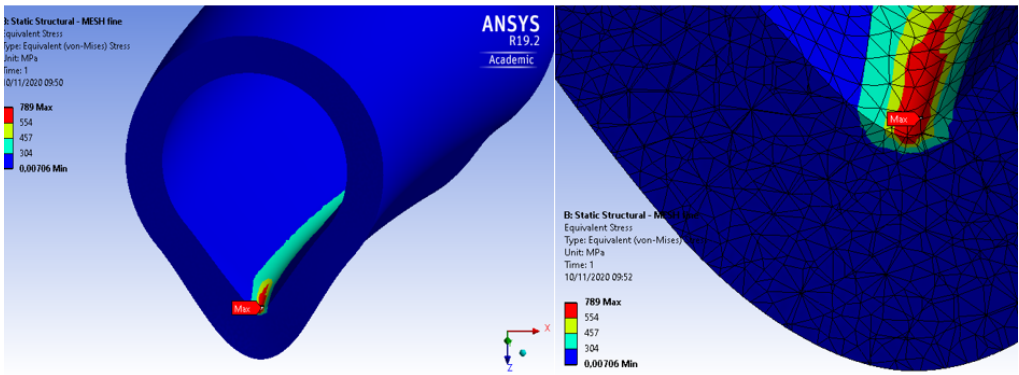 B: Static Structural - MESH fine
Equivalent Stress
Type: Equivalent (von-Mises) Stress
Unit: MPa
Time: 1
10/11/2020 09:50
789 Max
554
457
304
0,00706 Min
ANSYS
R19.2
Academic
Max
X
Z
Max
B: Static Structural - MESH fine
Equivalent Stress
Type: Equivalent (von-Mises)
Unit: MPa
Time: 1
10/11/2020 09:52
789 Max
554
457
304
0,00706 Min